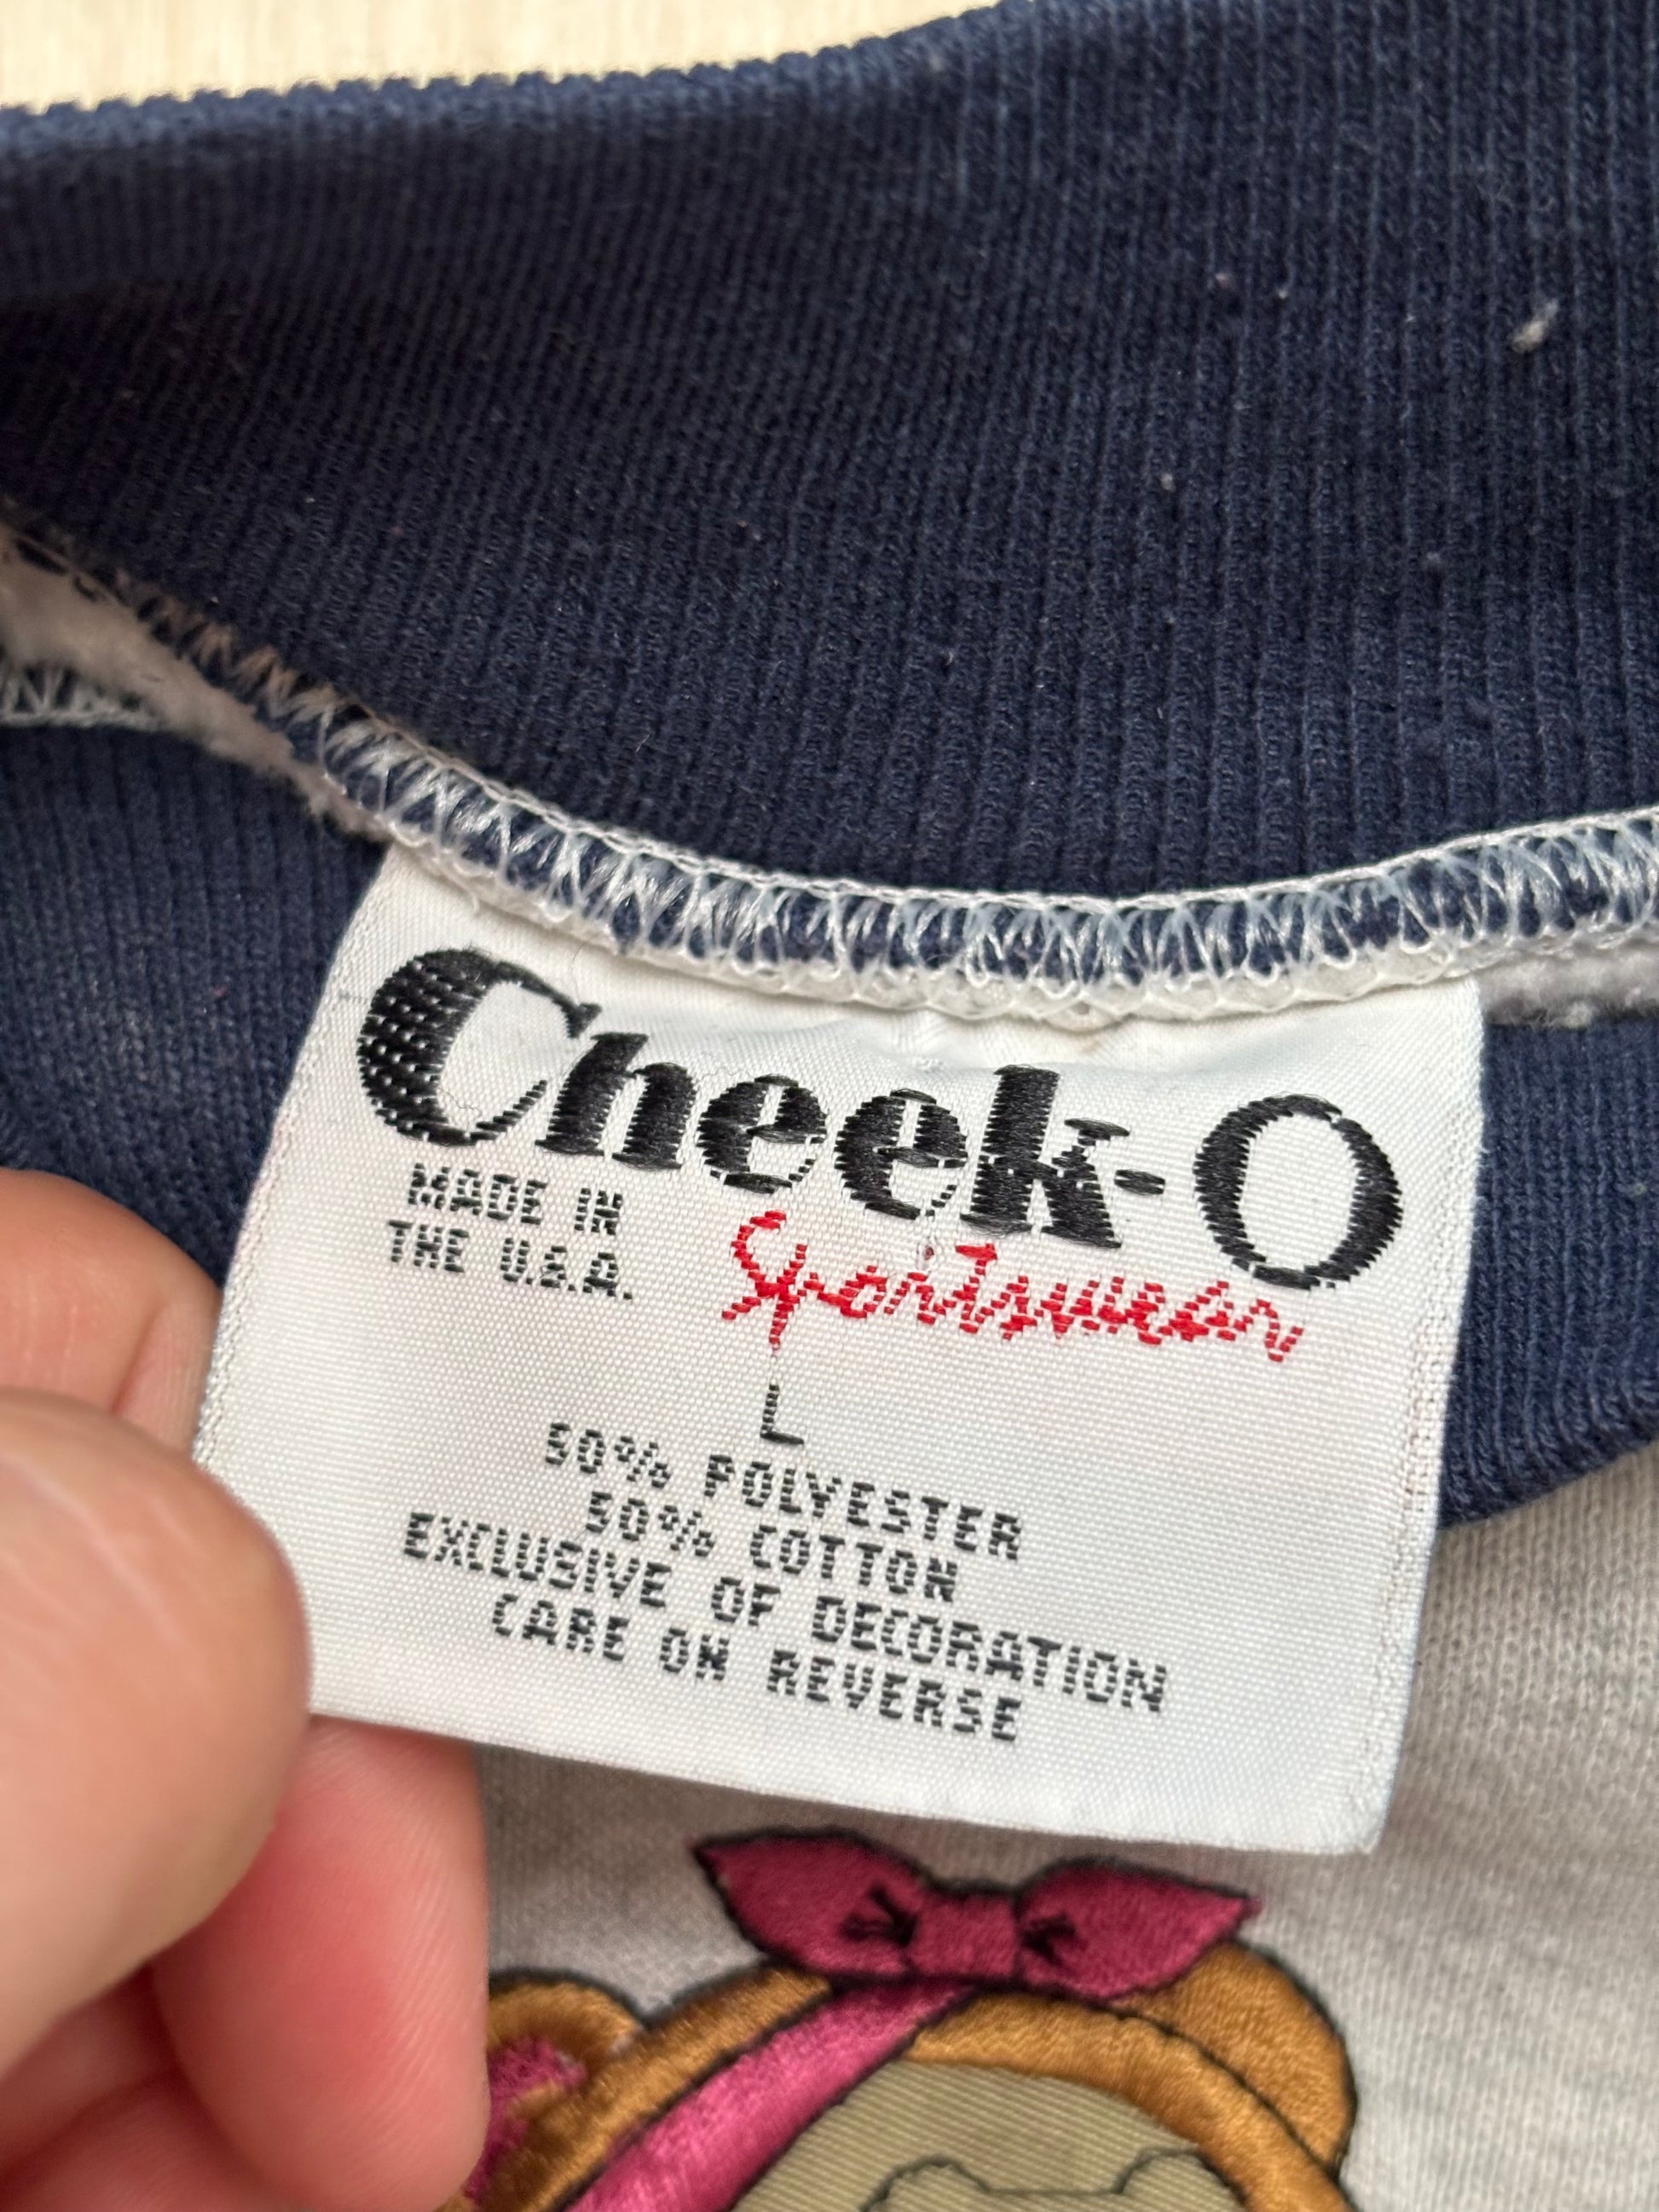 Cheek-O
MADE IN
THE U.S.A.
Sportswear
L
50% POLYESTER
50% COTTON
EXCLUSIVE OF DECORATION
CARE ON REVERSE